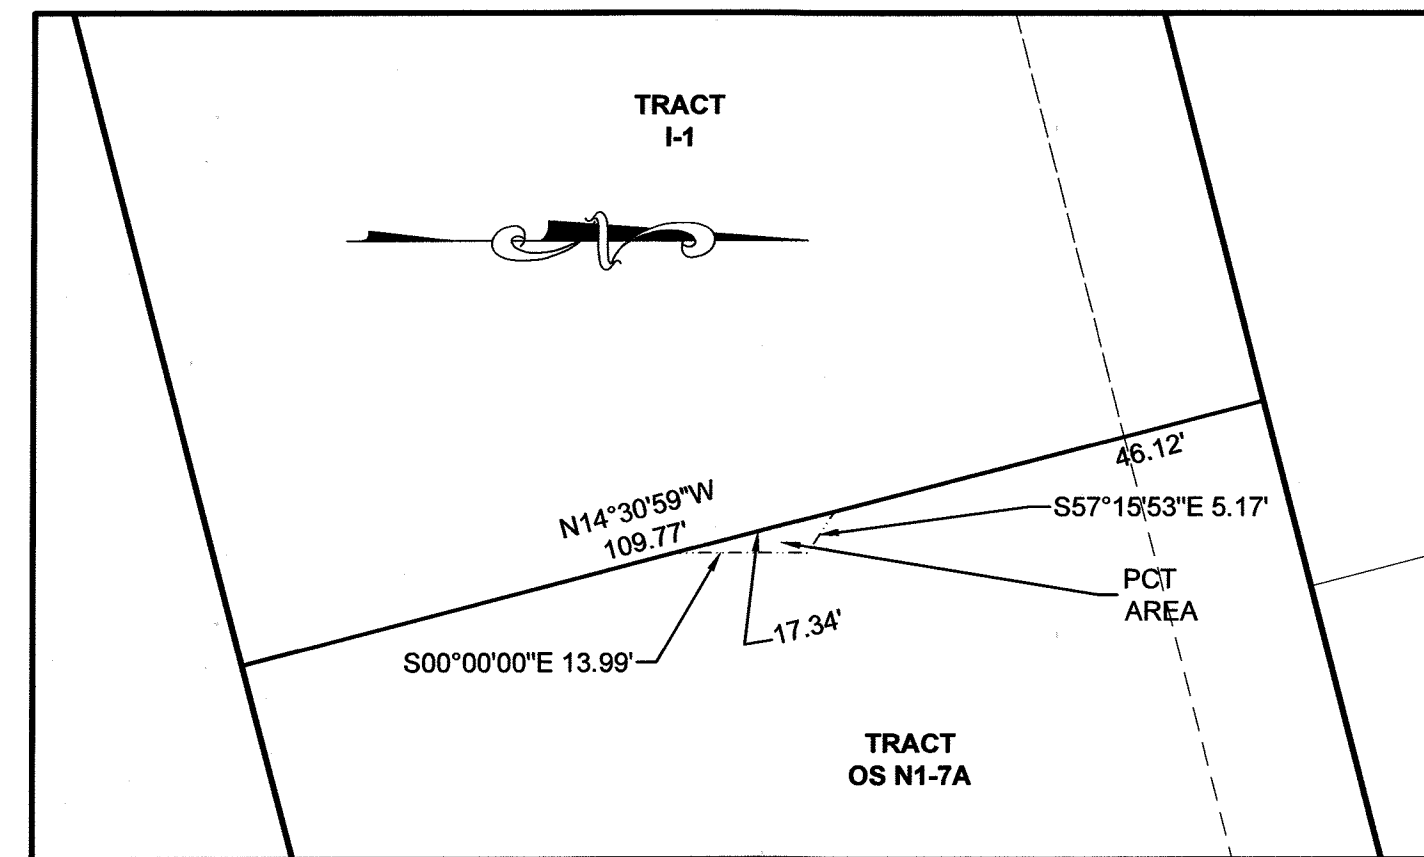 TRACT
I-1
46.12'
N14°30'59"W
109.77'
S57°15'53"E 5.17'
PCT
AREA
17.34'
S00°00'00"E 13.99'
TRACT
OS N1-7A